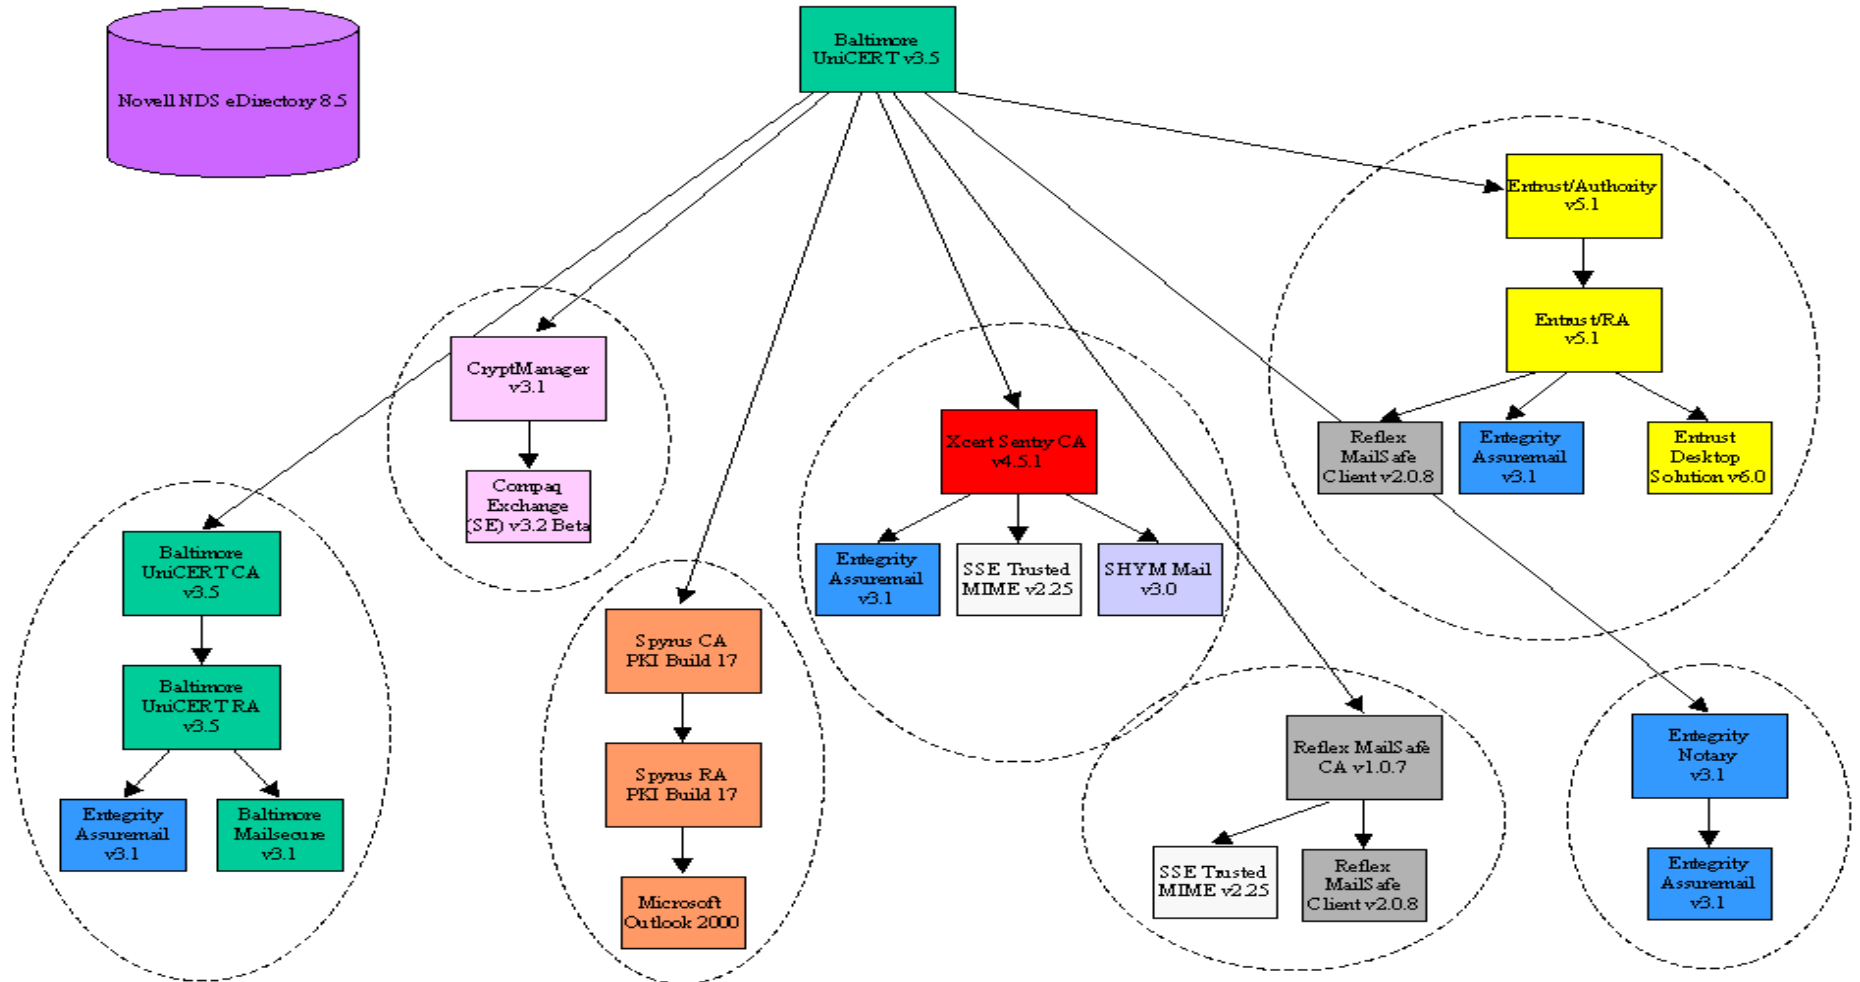 Baltimore
UniCERT v3.5
Novell NDS eDirectory 8.5
Entrust/Authority
v5.1
Entrust/RA
v5.1
CryptManager
v3.1
Xcert Sentry CA
v4.5.1
Reflex
MailSafe
Client v2.0.8
Entegrity
Assuremail
v3.1
Entrust
Desktop
Solution v6.0
Compaq
Exchange
(SE) v3.2 Beta
Baltimore
UniCERT CA
v3.5
Entegrity
Assuremail
v3.1
SSE Trusted
MIME v2.25
SHYM Mail
v3.0
Spyrus CA
PKI Build 17
Baltimore
UniCERT RA
v3.5
Spyrus RA
PKI Build 17
Reflex MailSafe
CA v1.0.7
Entegrity
Notary
v3.1
Entegrity
Assuremail
v3.1
Baltimore
Mailsecure
v3.1
Microsoft
Outlook 2000
SSE Trusted
MIME v2.25
Reflex
MailSafe
Client v2.0.8
Entegrity
Assuremail
v3.1